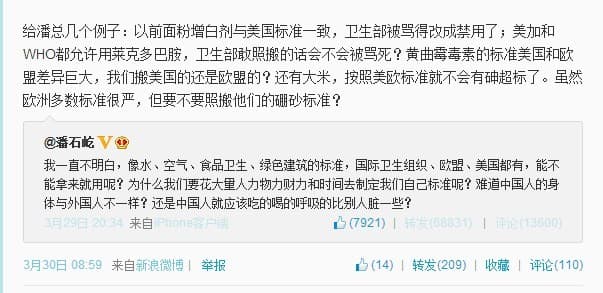 给潘总几个例子：以前面粉增白剂与美国标准一致，卫生部被骂得改成禁用了；美加和
WHO都允许用莱克多巴胺，卫生部敢照搬的话会不会被骂死？黄曲霉毒素的标准美国和欧
盟差异巨大，我们搬美国的还是欧盟的？还有大米，按照美欧标准就不会有砷超标了。虽然
欧洲多数标准很严，但要不要照搬他们的硼砂标准？
@潘石屹
我一直不明白，像水、空气、食品卫生、绿色建筑的标准，国际卫生组织、欧盟、美国都有，能不
能拿来就用呢？为什么我们要花大量人力物力财力和时间去制定我们自己标准呢？难道中国人的身
体与外国人不一样？还是中国人就应该吃的喝的呼吸的比别人脏一些？
3月29日 20:34 来自iPhone客户端 (7921) | 转发(68831) | 评论(13600)
3月30日 08:59 来自新浪微博 | 举报 (14) | 转发(209) | 收藏 | 评论(110)